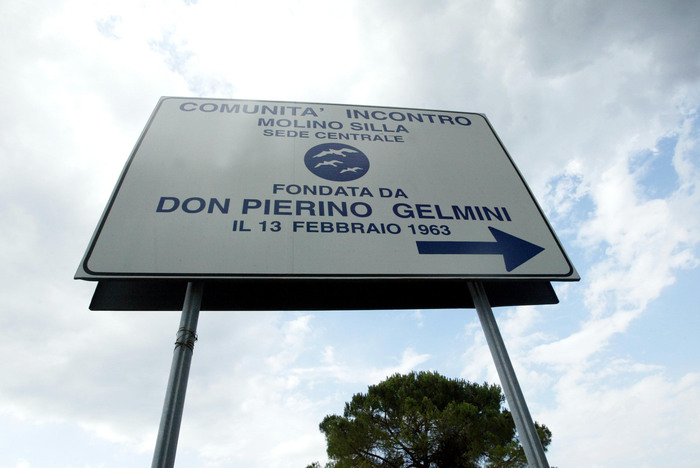 COMUNITA' INCONTRO
MOLINO SILLA
SEDE CENTRALE
FONDATA DA
DON PIERINO GELMINI
IL 13 FEBBRAIO 1963